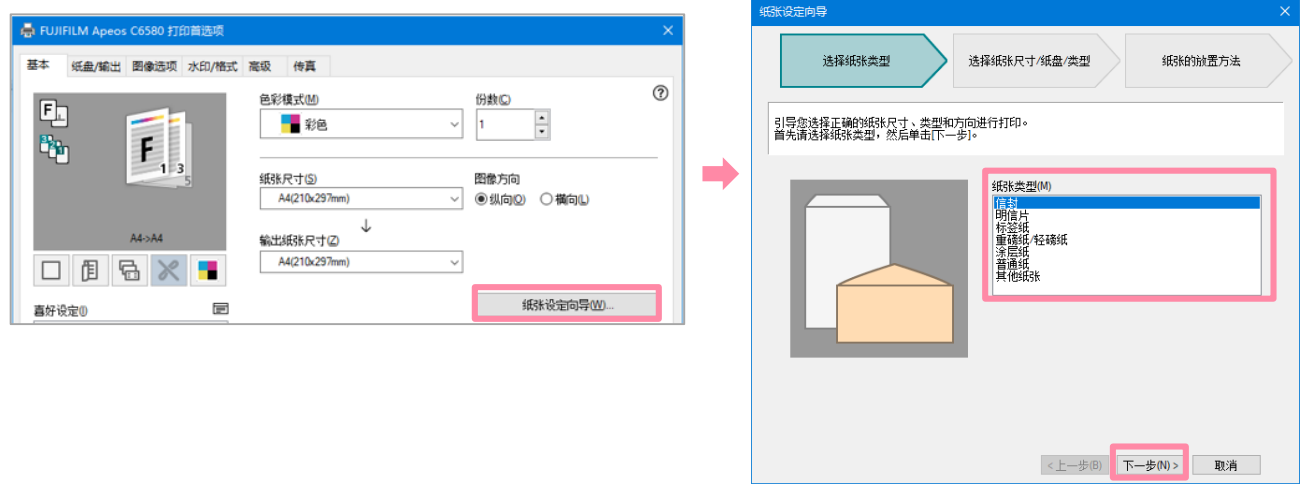 FUJIFILM Apeos C6580 打印首选项
基本 纸盘/输出 图像选项 水印/格式 高级 传真
色彩模式(M)
彩色
份数(C)
1
纸张尺寸(S)
A4(210x297mm)
图像方向
纵向(O) 横向(L)
输出纸张尺寸(Z)
A4(210x297mm)
F
1 3
5
A4->A4
喜好设定(I)
纸张设定向导(W)...
纸张设定向导
选择纸张类型
选择纸张尺寸/纸盘/类型
纸张的放置方法
引导您选择正确的纸张尺寸、类型和方向进行打印。
首先请选择纸张类型，然后单击[下一步]。
纸张类型(M)
信封
明信片
标签纸
重磅纸/轻磅纸
涂层纸
普通纸
其他纸张
<上一步(B)
下一步(N)>
取消